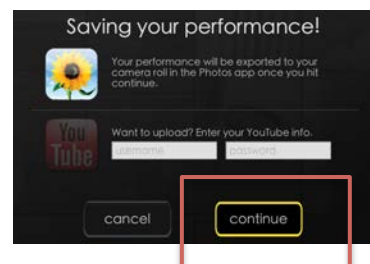 Saving your performance!
Your performance will be exported to your
camera roll in the Photos app once you hit
continue.
You
Tube
Want to upload? Enter your YouTube info.
username password
cancel continue